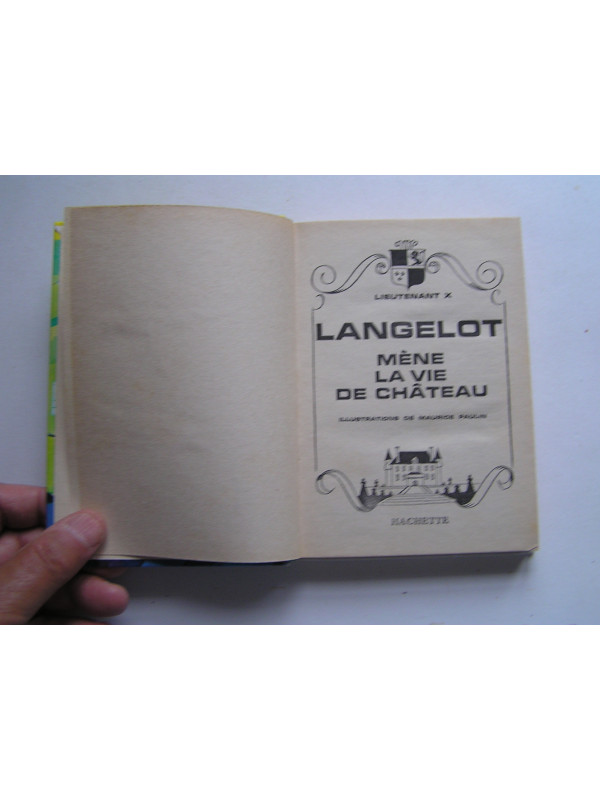 LIEUTENANT X
LANGELOT
MÈNE
LA VIE
DE CHÂTEAU
ILLUSTRATIONS DE MAURICE PAULIN
HACHETTE